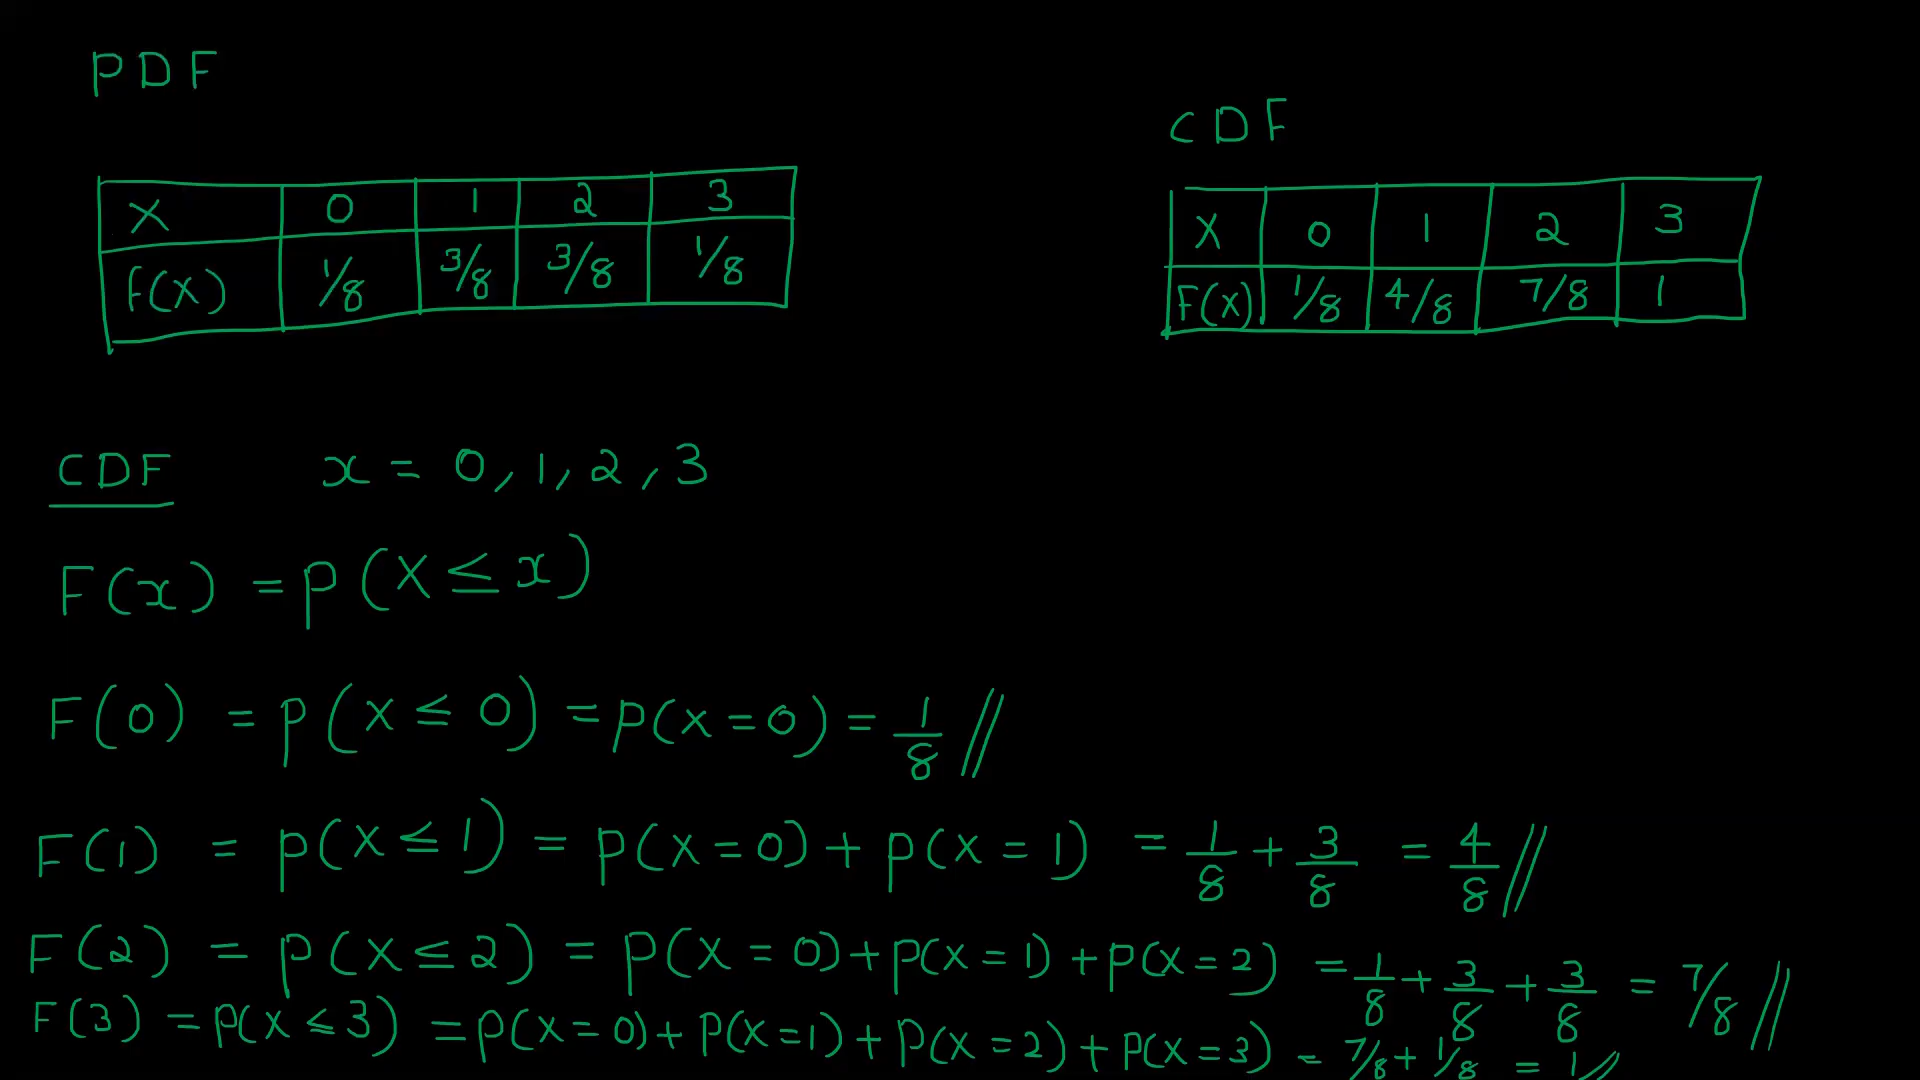 PDF
CDF
X 0 1 2 3
f(X) 1/8 3/8 3/8 1/8
X 0 1 2 3
F(X) 1/8 4/8 7/8 1
CDF x = 0, 1, 2, 3
F(x) = P(X ≤ x)
F(0) = P(X ≤ 0) = P(X = 0) = 1/8 //
F(1) = P(X ≤ 1) = P(X = 0) + P(X = 1) = 1/8 + 3/8 = 4/8 //
F(2) = P(X ≤ 2) = P(X = 0) + P(X = 1) + P(X = 2) = 1/8 + 3/8 + 3/8 = 7/8 //
F(3) = P(X ≤ 3) = P(X = 0) + P(X = 1) + P(X = 2) + P(X = 3) = 7/8 + 1/8 = 1 //